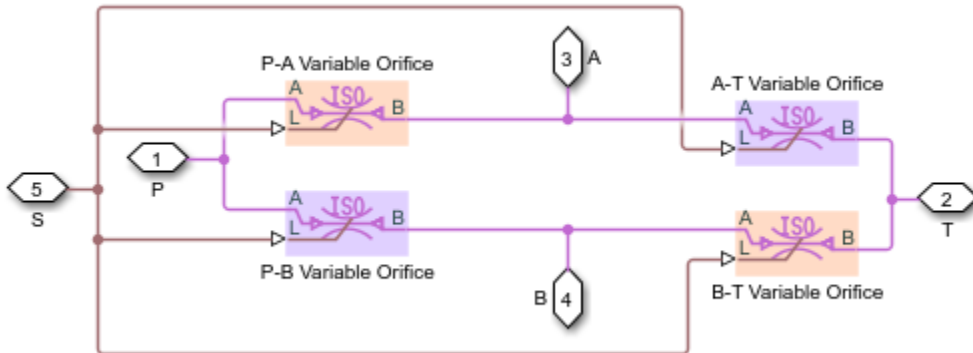 P-A Variable Orifice
3 A
A-T Variable Orifice
A ISO B
L
A ISO B
L
1
P
5
S
A ISO B
L
2
T
A ISO B
L
P-B Variable Orifice
B 4
B-T Variable Orifice